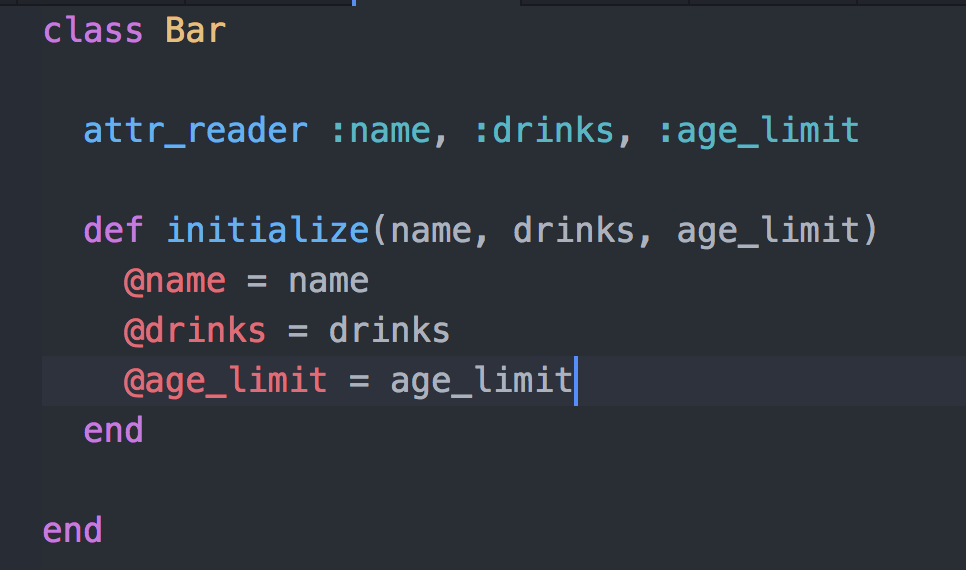 class Bar
  attr_reader :name, :drinks, :age_limit
  def initialize(name, drinks, age_limit)
    @name = name
    @drinks = drinks
    @age_limit = age_limit
  end
end